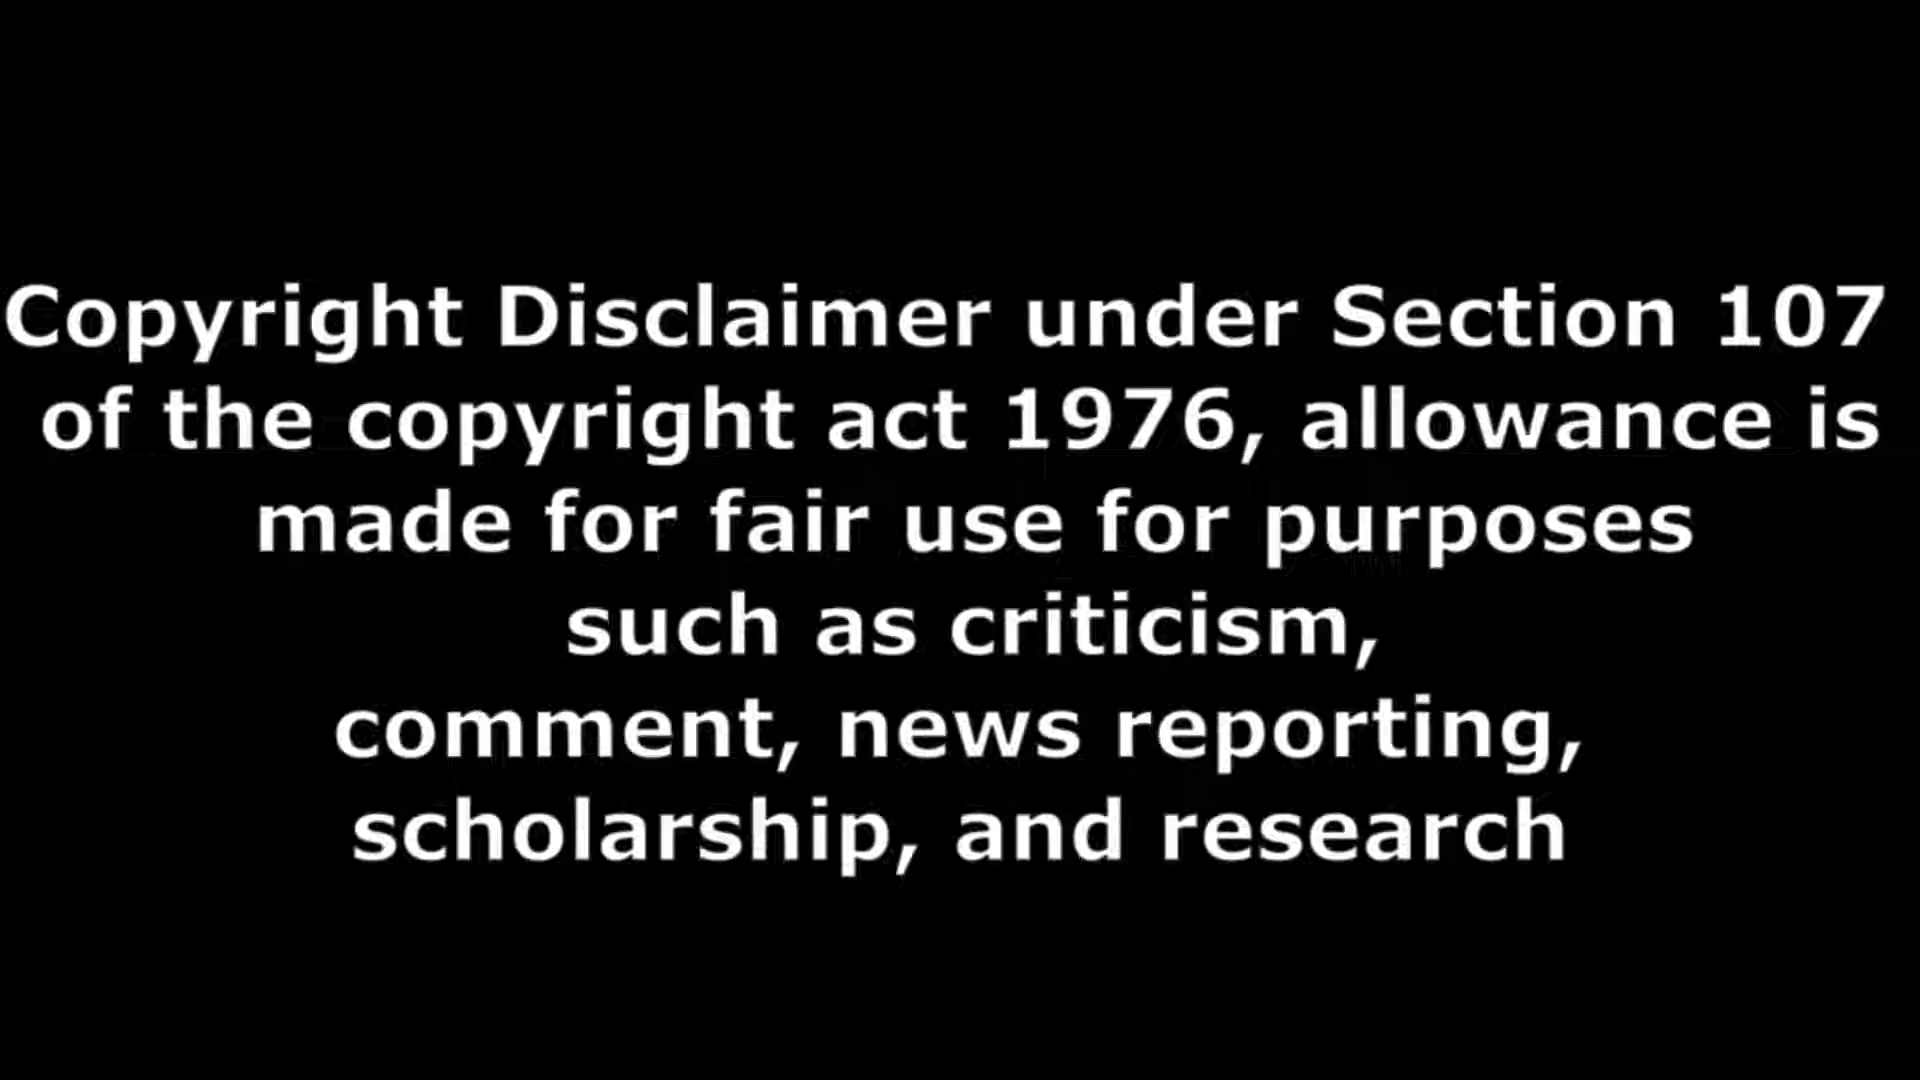 Copyright Disclaimer under Section 107
of the copyright act 1976, allowance is
made for fair use for purposes
such as criticism,
comment, news reporting,
scholarship, and research